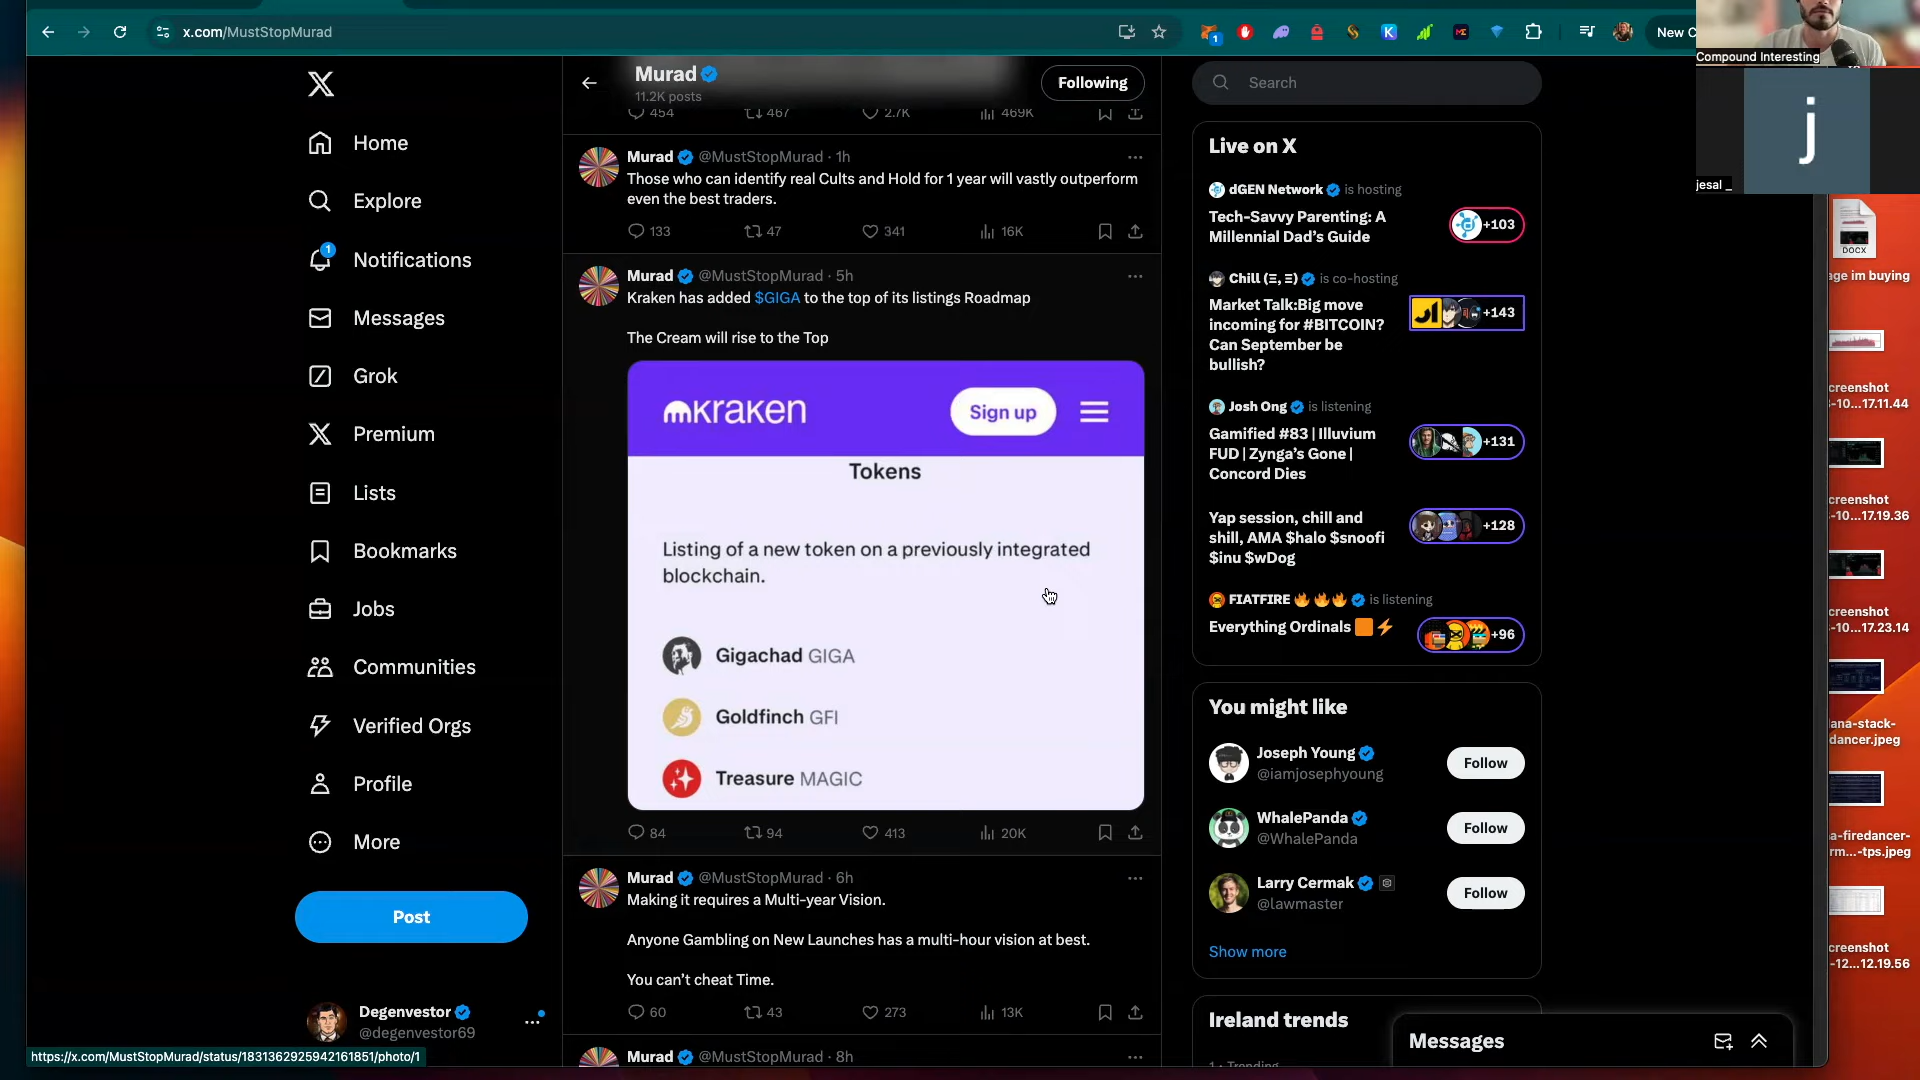 x.com/MustStopMurad
New C
Compound Interesting
j
jesal _
Murad
11.2K posts
Following
454
467
2.7K
469K
Murad @MustStopMurad · 1h
Those who can identify real Cults and Hold for 1 year will vastly outperform
even the best traders.
133
47
341
16K
Murad @MustStopMurad · 5h
Kraken has added $GIGA to the top of its listings Roadmap
The Cream will rise to the Top
kraken
Sign up
Tokens
Listing of a new token on a previously integrated
blockchain.
Gigachad GIGA
Goldfinch GFI
Treasure MAGIC
84
94
413
20K
Murad @MustStopMurad · 6h
Making it requires a Multi-year Vision.
Anyone Gambling on New Launches has a multi-hour vision at best.
You can't cheat Time.
60
43
273
13K
Murad @MustStopMurad · 8h
Home
Explore
1
Notifications
Messages
Grok
Premium
Lists
Bookmarks
Jobs
Communities
Verified Orgs
Profile
More
Post
Degenvestor
@degenvestor69
https://x.com/MustStopMurad/status/1831362925942161851/photo/1
Search
Live on X
dGEN Network is hosting
Tech-Savvy Parenting: A
Millennial Dad's Guide
+103
Chill (Ξ, Ξ) is co-hosting
Market Talk:Big move
incoming for #BITCOIN?
Can September be
bullish?
+143
Josh Ong is listening
Gamified #83 | Illuvium
FUD | Zynga's Gone |
Concord Dies
+131
Yap session, chill and
shill, AMA $halo $snoofi
$inu $wDog
+128
FIATFIRE 🔥🔥🔥 is listening
Everything Ordinals 🟧⚡
+96
You might like
Joseph Young
@iamjosephyoung
Follow
WhalePanda
@WhalePanda
Follow
Larry Cermak
@lawmaster
Follow
Show more
Ireland trends
1 · Trending
Messages
DOCX
age im buying
creenshot
-10...17.11.44
creenshot
-10...17.19.36
creenshot
-10...17.23.14
ana-stack-
dancer.jpeg
a-firedancer-
rm...-tps.jpeg
creenshot
-12...12.19.56